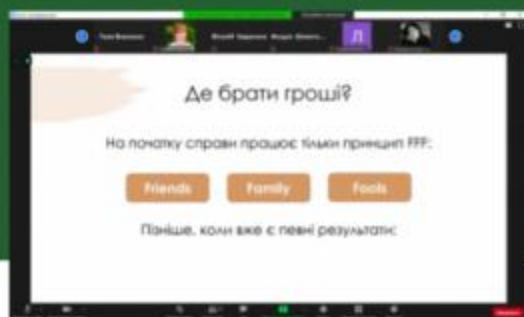 Л
Де брати гроші?
На початку справи працює тільки принцип FFF:
Friends Family Fools
Пізніше, коли вже є певні результати: